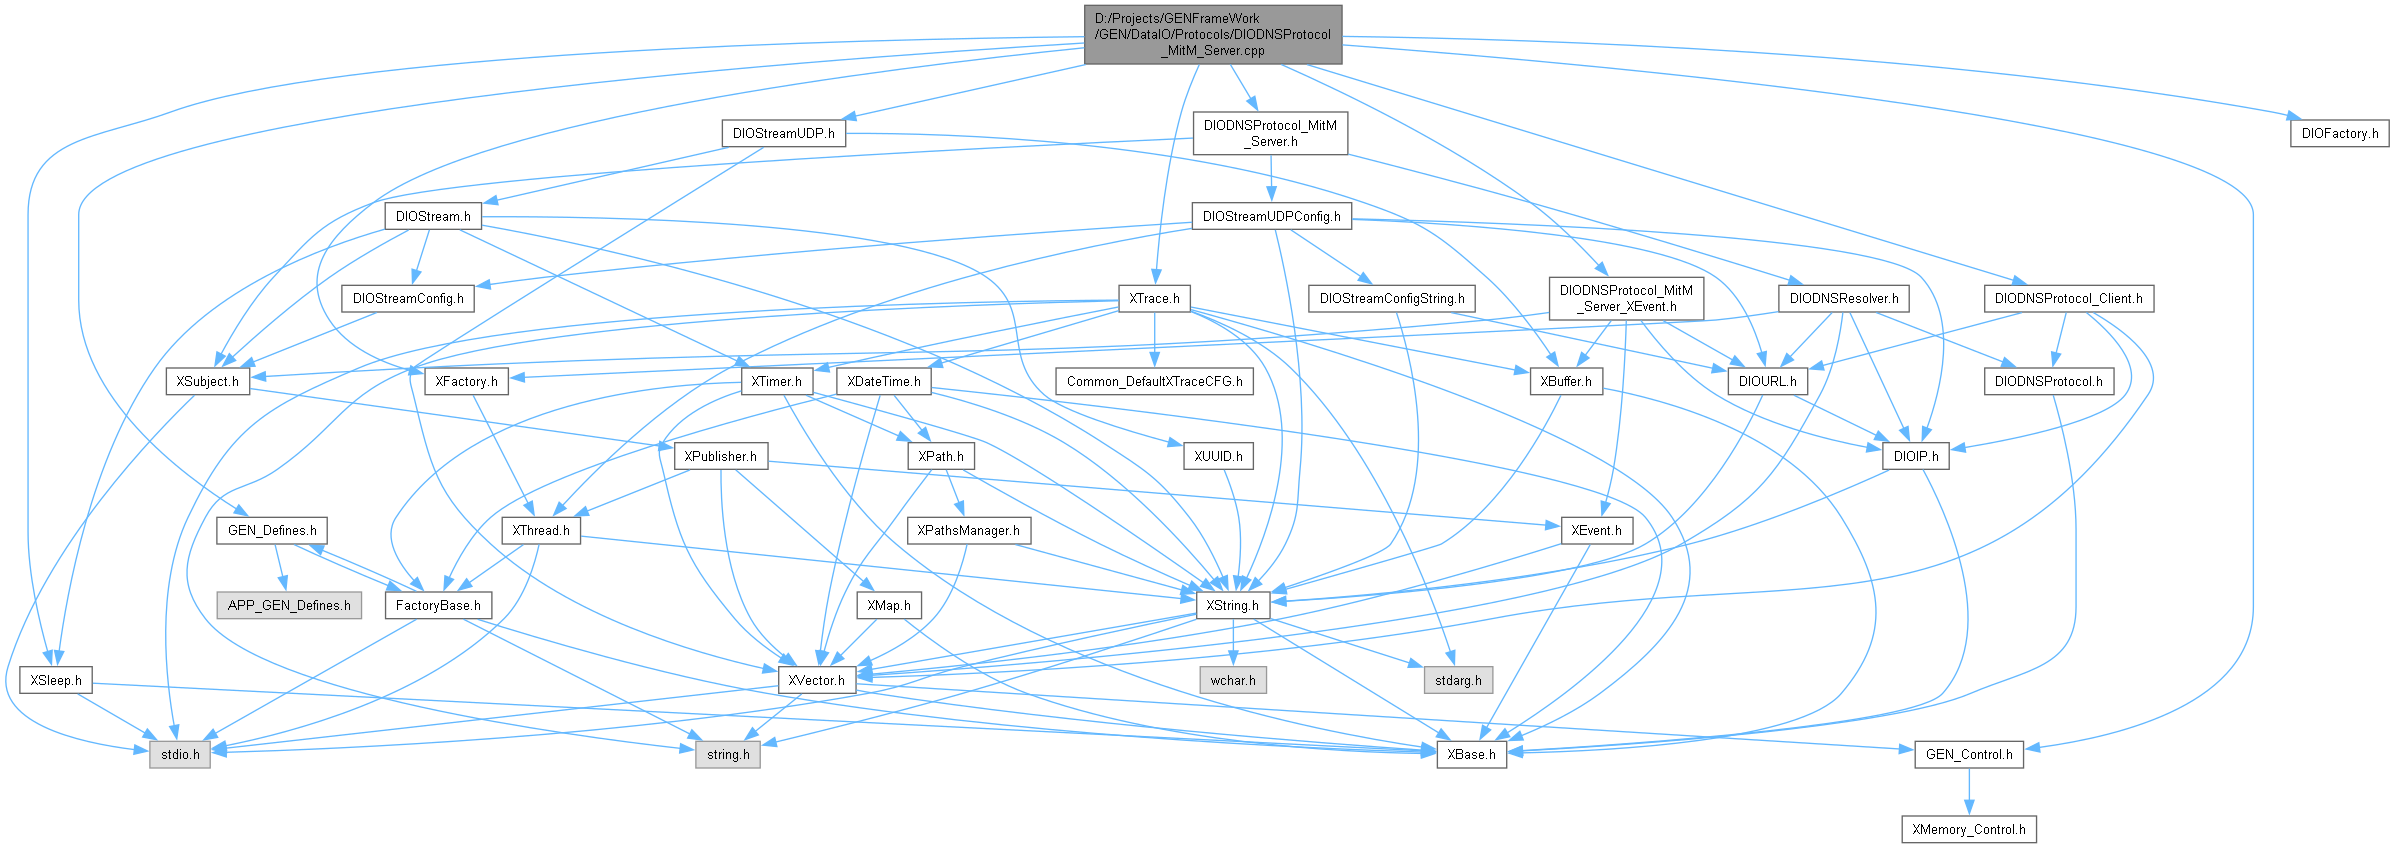 D:/Projects/GENFrameWork
/GEN/DataIO/Protocols/DIODNSProtocol
_MitM_Server.cpp
DIOStreamUDP.h
DIODNSProtocol_MitM
_Server.h
DIOFactory.h
DIOStream.h
DIOStreamUDPConfig.h
DIOStreamConfig.h
XTrace.h
DIOStreamConfigString.h
DIODNSProtocol_MitM
_Server_XEvent.h
DIODNSResolver.h
DIODNSProtocol_Client.h
XSubject.h
XFactory.h
XTimer.h
XDateTime.h
Common_DefaultXTraceCFG.h
XBuffer.h
DIOURL.h
DIODNSProtocol.h
XPublisher.h
XPath.h
XUUID.h
DIOIP.h
GEN_Defines.h
XThread.h
XPathsManager.h
XEvent.h
APP_GEN_Defines.h
FactoryBase.h
XMap.h
XString.h
XSleep.h
XVector.h
wchar.h
stdarg.h
stdio.h
string.h
XBase.h
GEN_Control.h
XMemory_Control.h